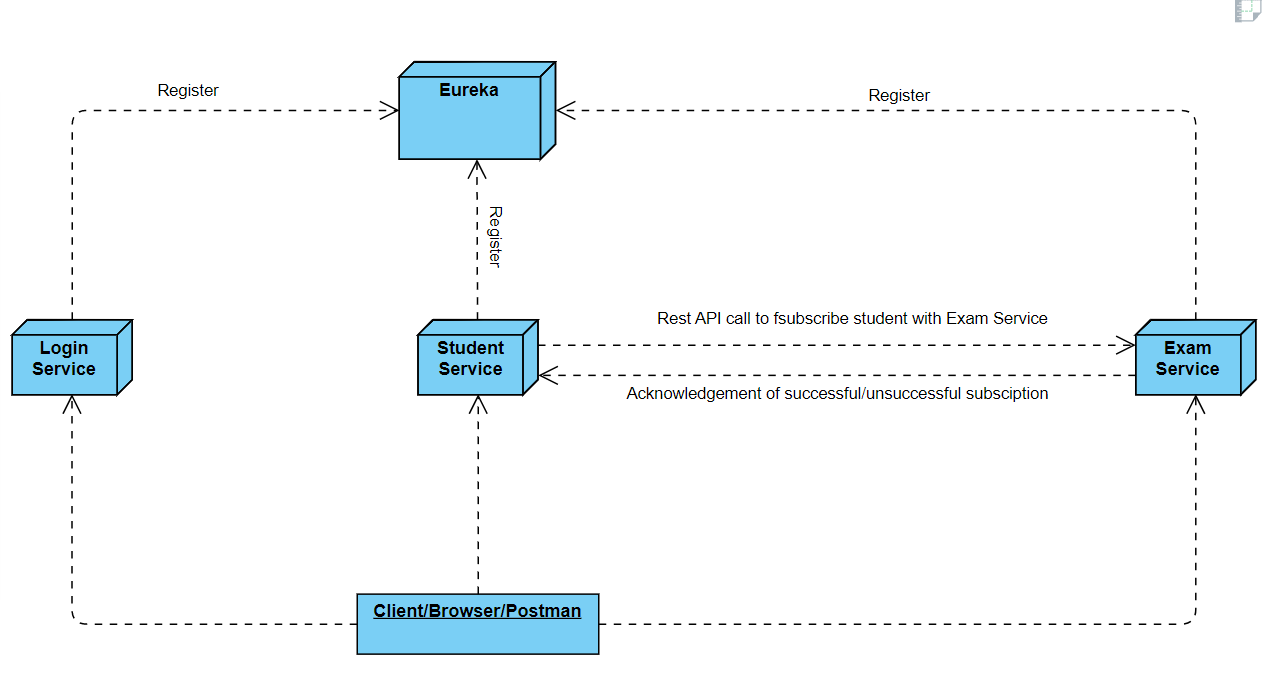 Register
Eureka
Register
Register
Rest API call to fsubscribe student with Exam Service
Login
Service
Student
Service
Exam
Service
Acknowledgement of successful/unsuccessful subsciption
Client/Browser/Postman